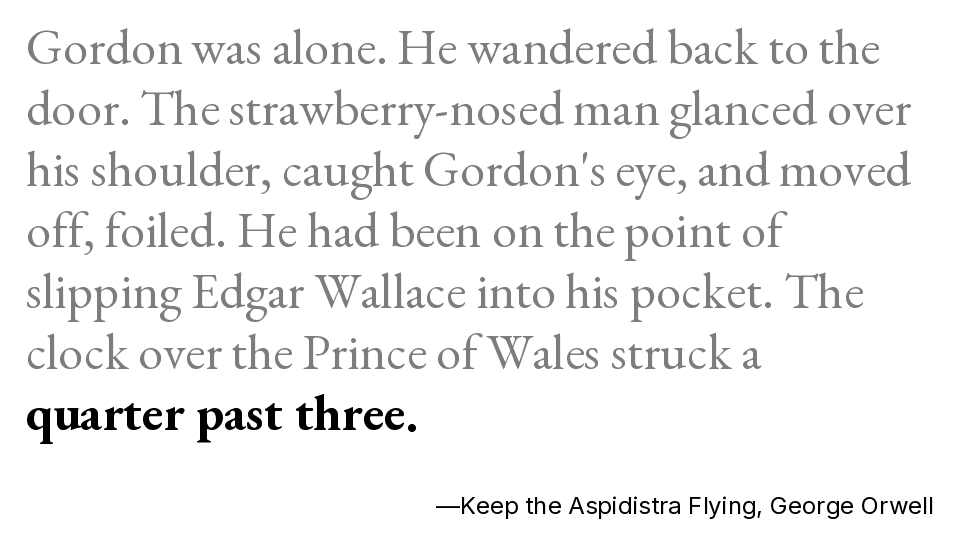 Gordon was alone. He wandered back to the
door. The strawberry-nosed man glanced over
his shoulder, caught Gordon's eye, and moved
off, foiled. He had been on the point of
slipping Edgar Wallace into his pocket. The
clock over the Prince of Wales struck a
quarter past three.
—Keep the Aspidistra Flying, George Orwell